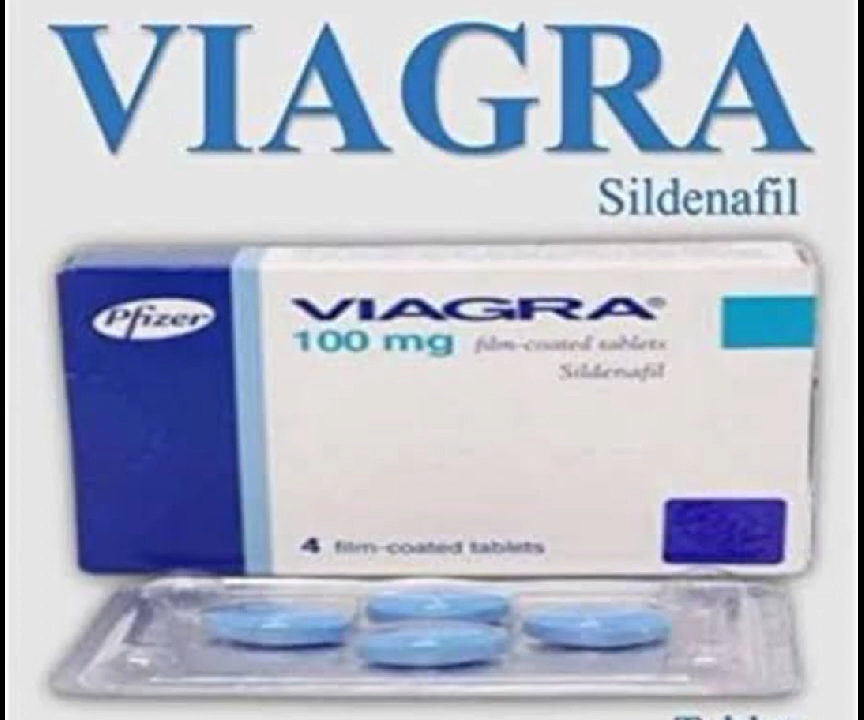 VIAGRA
Sildenafil
Pfizer
VIAGRA®
100 mg film-coated tablets
Sildenafil
4 film-coated tablets